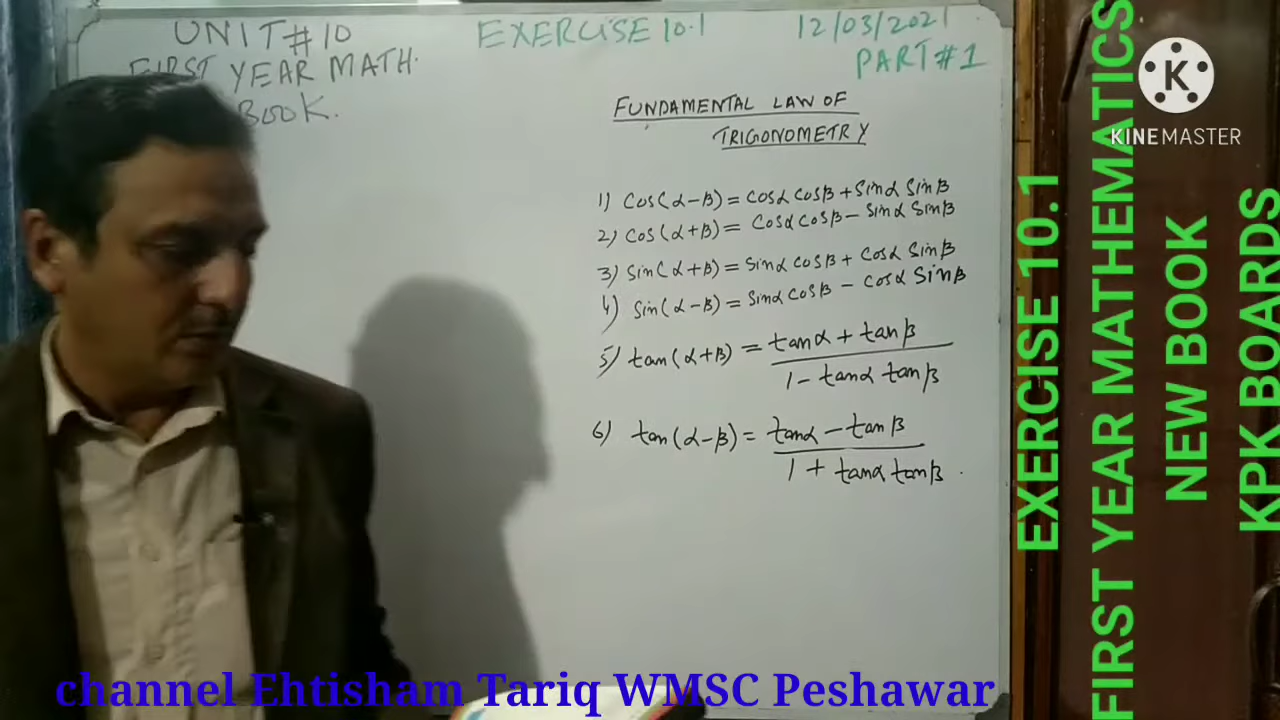 UNIT#10
EXERCISE 10.1
12/03/2021
FIRST YEAR MATH
BOOK.
PART#1
FUNDAMENTAL LAW OF
TRIGONOMETRY
1) Cos(α-β) = Cosα Cosβ + Sinα Sinβ
2) Cos(α+β) = Cosα Cosβ - Sinα Sinβ
3) Sin(α+β) = Sinα Cosβ + Cosα Sinβ
4) Sin(α-β) = Sinα Cosβ - Cosα Sinβ
5) tan(α+β) = tanα + tanβ
1 - tanα tanβ
6) tan(α-β) = tanα - tanβ
1 + tanα tanβ.
KINEMASTER
EXERCISE 10.1
FIRST YEAR MATHEMATICS
NEW BOOK
KPK BOARDS
channel Ehtisham Tariq WMSC Peshawar